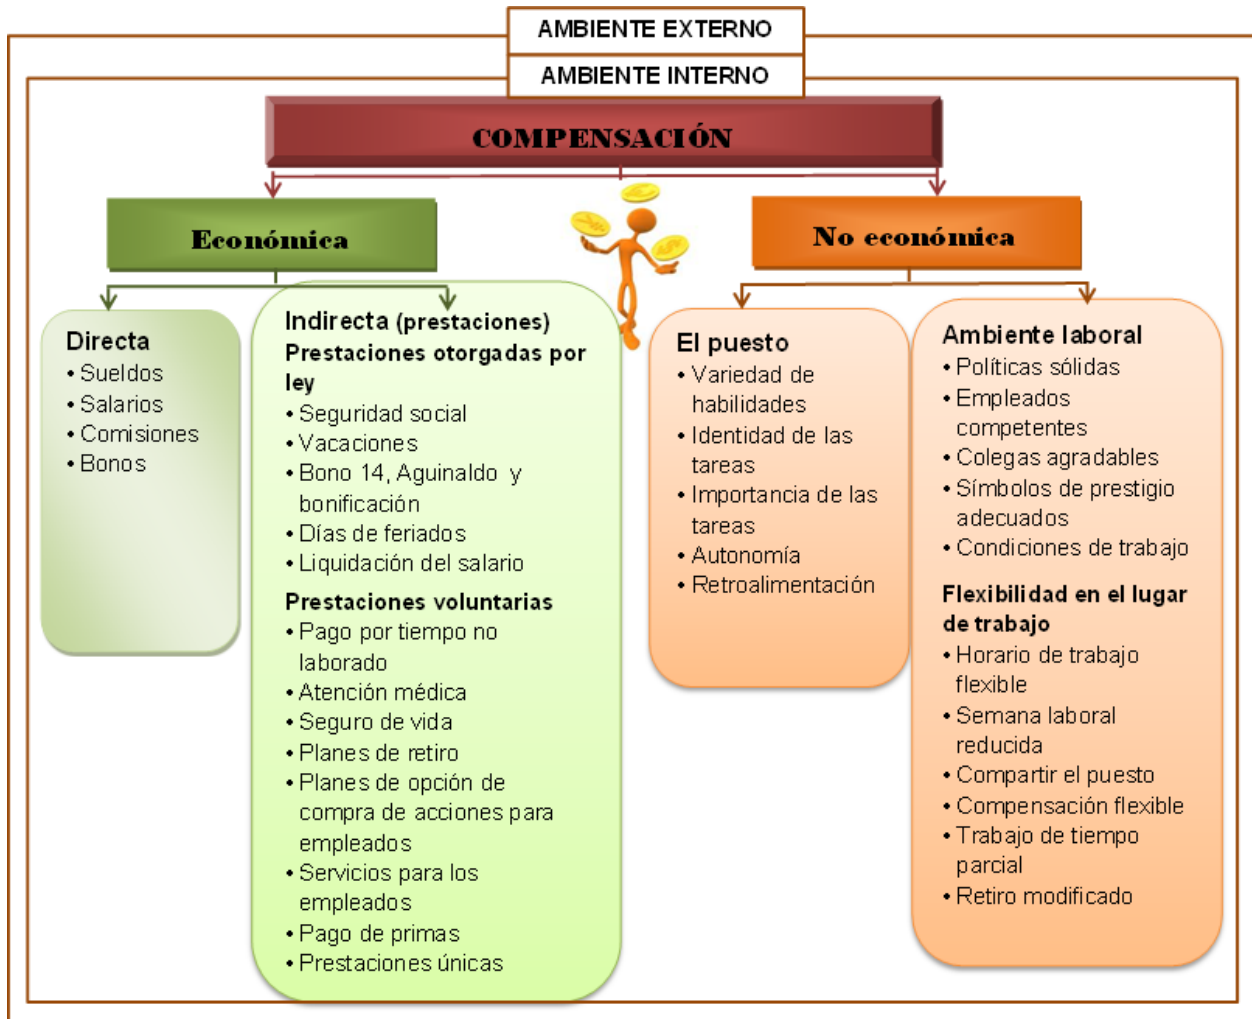 AMBIENTE EXTERNO
AMBIENTE INTERNO
COMPENSACIÓN
Económica
No económica
Directa
• Sueldos
• Salarios
• Comisiones
• Bonos
Indirecta (prestaciones)
Prestaciones otorgadas por
ley
• Seguridad social
• Vacaciones
• Bono 14, Aguinaldo y
bonificación
• Días de feriados
• Liquidación del salario
Prestaciones voluntarias
• Pago por tiempo no
laborado
• Atención médica
• Seguro de vida
• Planes de retiro
• Planes de opción de
compra de acciones para
empleados
• Servicios para los
empleados
• Pago de primas
• Prestaciones únicas
El puesto
• Variedad de
habilidades
• Identidad de las
tareas
• Importancia de las
tareas
• Autonomía
• Retroalimentación
Ambiente laboral
• Políticas sólidas
• Empleados
competentes
• Colegas agradables
• Símbolos de prestigio
adecuados
• Condiciones de trabajo
Flexibilidad en el lugar
de trabajo
• Horario de trabajo
flexible
• Semana laboral
reducida
• Compartir el puesto
• Compensación flexible
• Trabajo de tiempo
parcial
• Retiro modificado